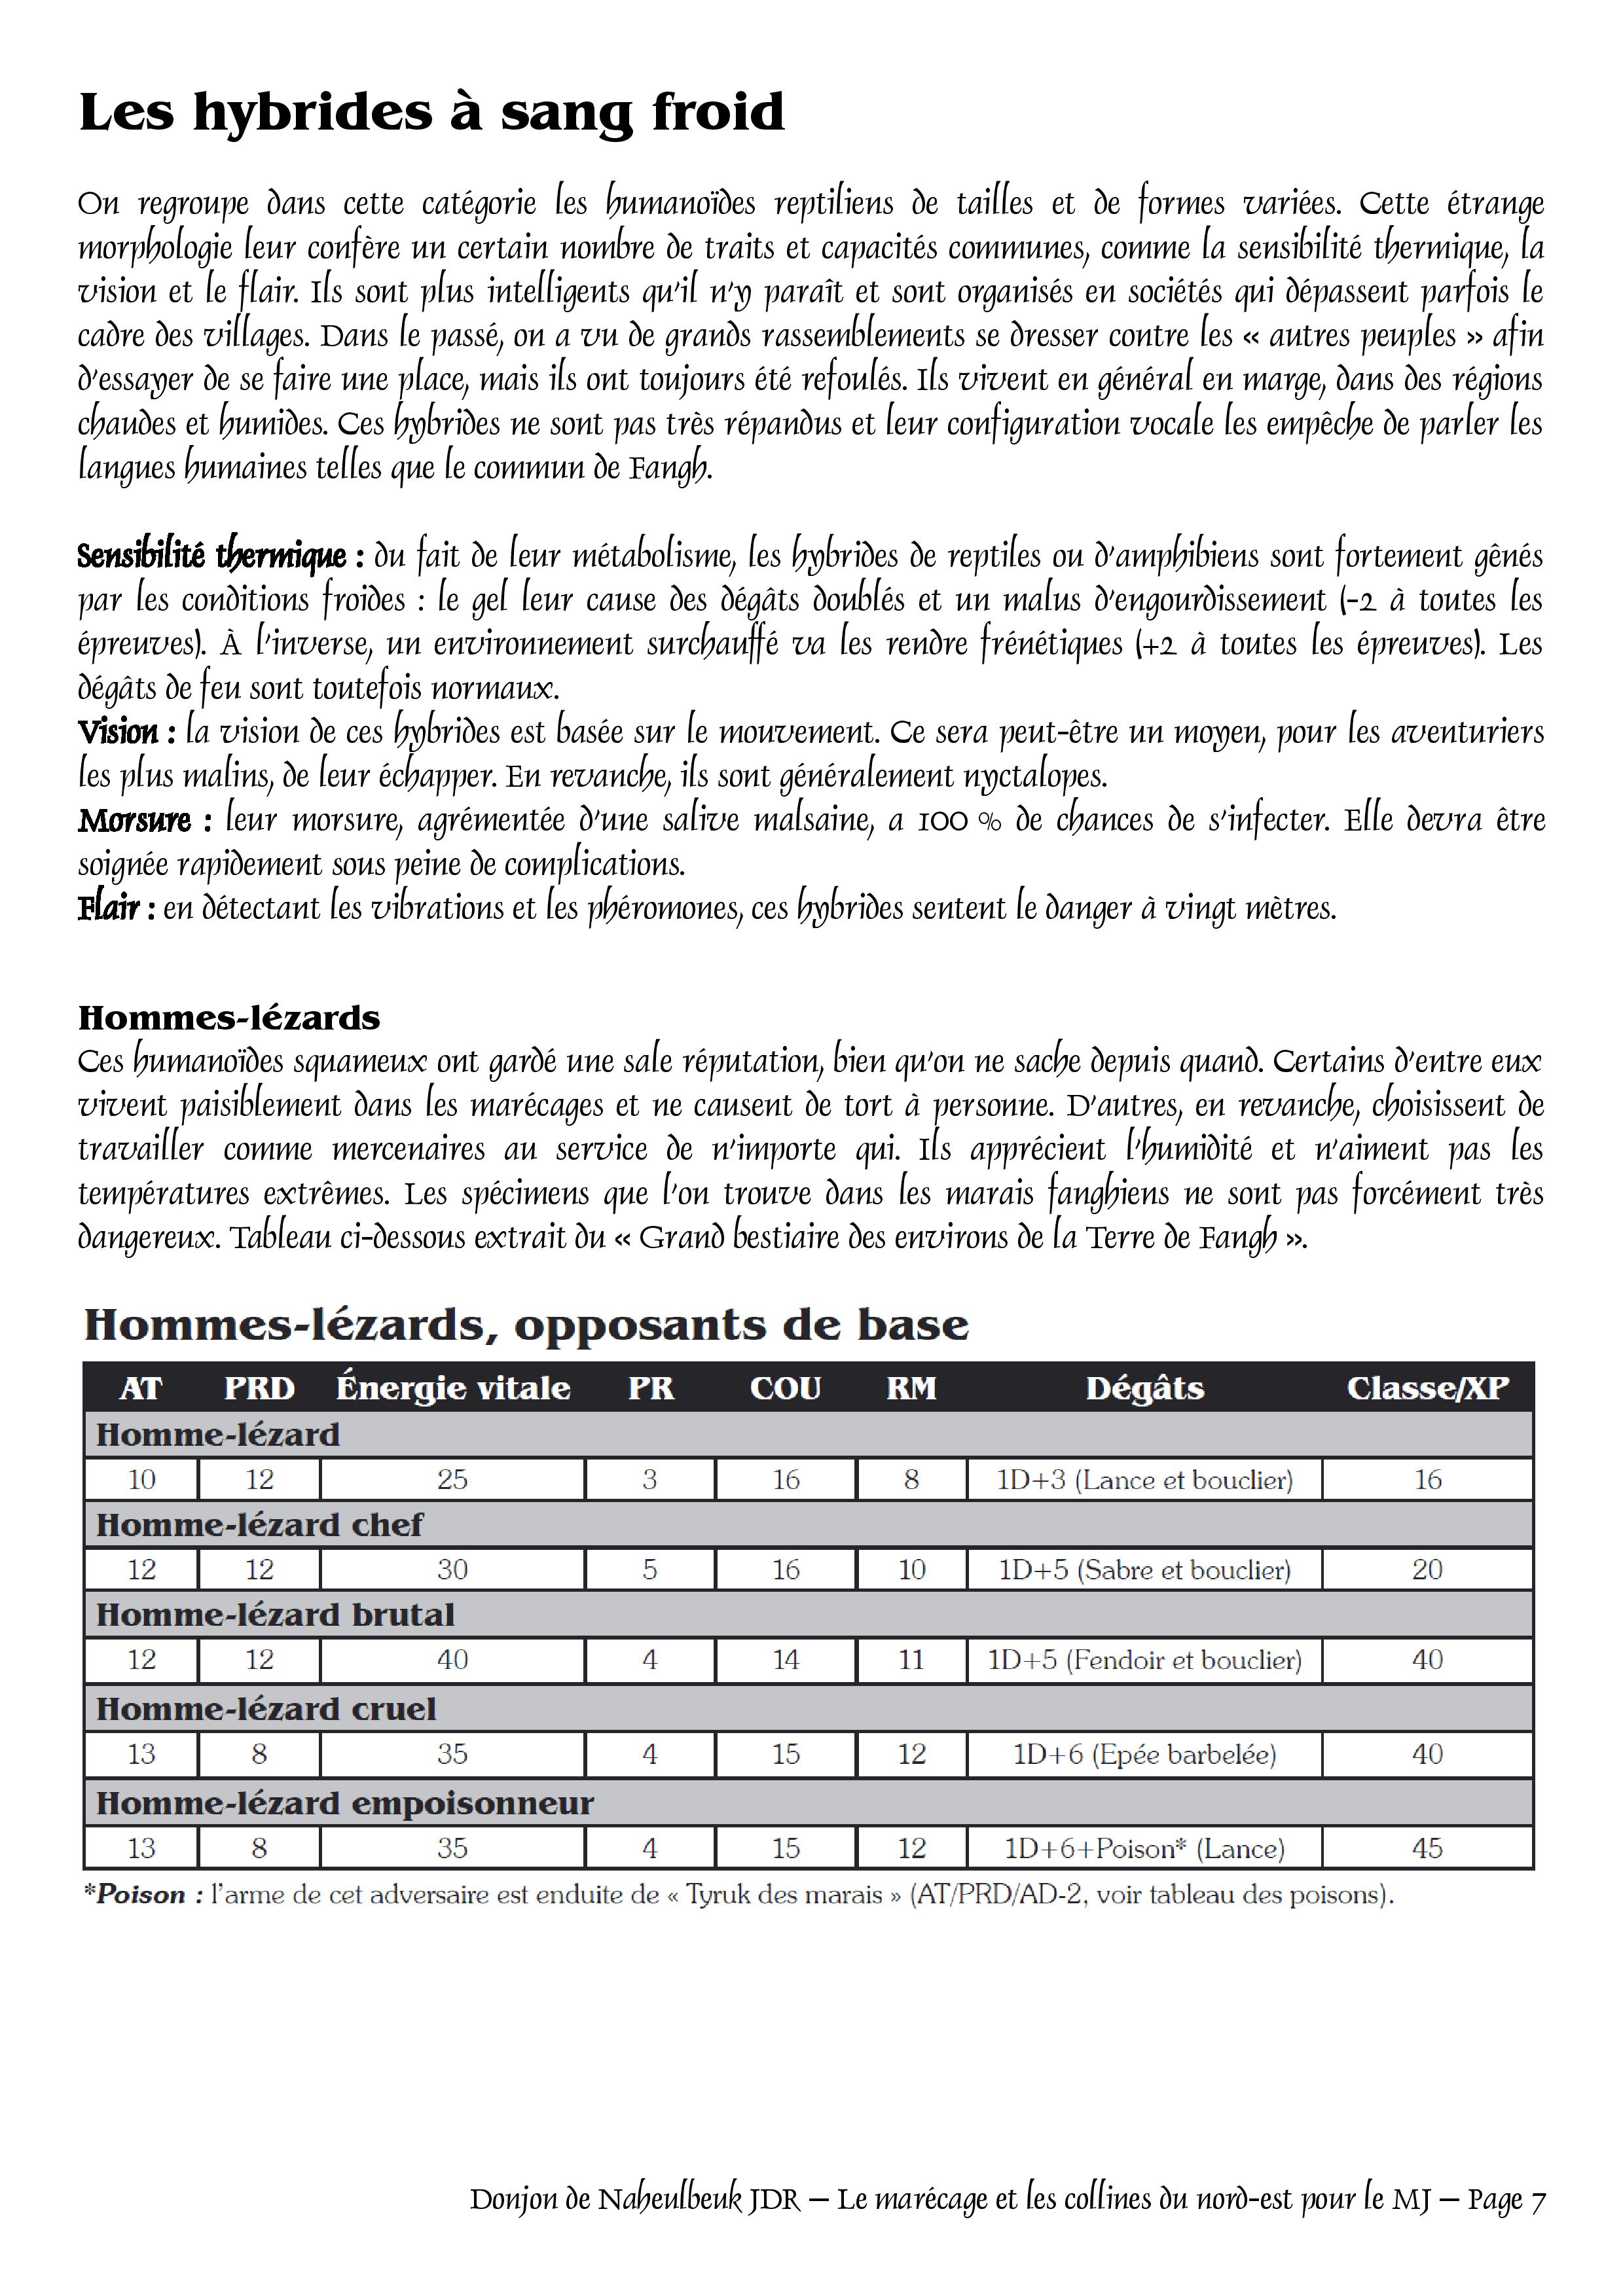 Les hybrides à sang froid
On regroupe dans cette catégorie les humanoïdes reptiliens de tailles et de formes variées. Cette étrange
morphologie leur confère un certain nombre de traits et capacités communes, comme la sensibilité thermique, la
vision et le flair. Ils sont plus intelligents qu'il n'y paraît et sont organisés en sociétés qui dépassent parfois le
cadre des villages. Dans le passé, on a vu de grands rassemblements se dresser contre les « autres peuples » afin
d'essayer de se faire une place, mais ils ont toujours été refoulés. Ils vivent en général en marge, dans des régions
chaudes et humides. Ces hybrides ne sont pas très répandus et leur configuration vocale les empêche de parler les
langues humaines telles que le commun de Fangh.
Sensibilité thermique : du fait de leur métabolisme, les hybrides de reptiles ou d'amphibiens sont fortement gênés
par les conditions froides : le gel leur cause des dégâts doublés et un malus d'engourdissement (-2 à toutes les
épreuves). À l'inverse, un environnement surchauffé va les rendre frénétiques (+2 à toutes les épreuves). Les
dégâts de feu sont toutefois normaux.
Vision : la vision de ces hybrides est basée sur le mouvement. Ce sera peut-être un moyen, pour les aventuriers
les plus malins, de leur échapper. En revanche, ils sont généralement nyctalopes.
Morsure : leur morsure, agrémentée d'une salive malsaine, a 100 % de chances de s'infecter. Elle devra être
soignée rapidement sous peine de complications.
Flair : en détectant les vibrations et les phéromones, ces hybrides sentent le danger à vingt mètres.
Hommes-lézards
Ces humanoïdes squameux ont gardé une sale réputation, bien qu'on ne sache depuis quand. Certains d'entre eux
vivent paisiblement dans les marécages et ne causent de tort à personne. D'autres, en revanche, choisissent de
travailler comme mercenaires au service de n'importe qui. Ils apprécient l'humidité et n'aiment pas les
températures extrêmes. Les spécimens que l'on trouve dans les marais fanghiens ne sont pas forcément très
dangereux. Tableau ci-dessous extrait du « Grand bestiaire des environs de la Terre de Fangh ».
Hommes-lézards, opposants de base
AT PRD Énergie vitale PR COU RM Dégâts Classe/XP
Homme-lézard
10 12 25 3 16 8 1D+3 (Lance et bouclier) 16
Homme-lézard chef
12 12 30 5 16 10 1D+5 (Sabre et bouclier) 20
Homme-lézard brutal
12 12 40 4 14 11 1D+5 (Fendoir et bouclier) 40
Homme-lézard cruel
13 8 35 4 15 12 1D+6 (Epée barbelée) 40
Homme-lézard empoisonneur
13 8 35 4 15 12 1D+6+Poison* (Lance) 45
*Poison : l'arme de cet adversaire est enduite de « Tyruk des marais » (AT/PRD/AD-2, voir tableau des poisons).
Donjon de Naheulbeuk JDR – Le marécage et les collines du nord-est pour le MJ – Page 7